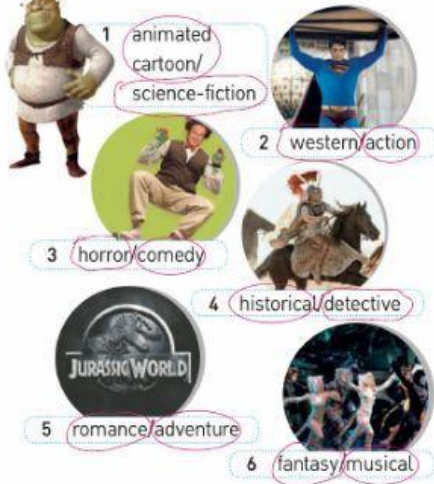 1 animated
cartoon/
science-fiction
2 western/action
3 horror/comedy
4 historical/detective
JURASSIC WORLD
5 romance/adventure
6 fantasy/musical